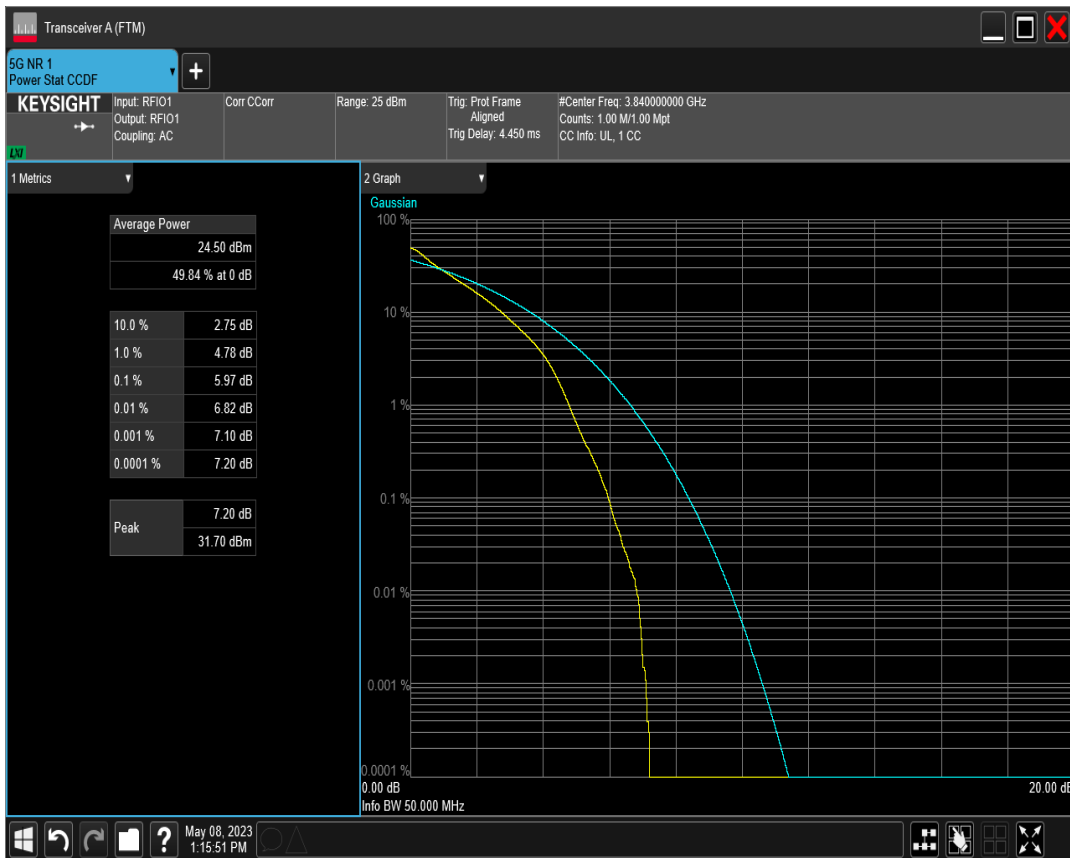 Transceiver A (FTM)
5G NR 1
Power Stat CCDF
+
KEYSIGHT
LXI
Input: RFIO1
Output: RFIO1
Coupling: AC
Corr CCorr
Range: 25 dBm
Trig: Prot Frame
Aligned
Trig Delay: 4.450 ms
#Center Freq: 3.840000000 GHz
Counts: 1.00 M/1.00 Mpt
CC Info: UL, 1 CC
1 Metrics
Average Power
24.50 dBm
49.84 % at 0 dB
10.0 % 2.75 dB
1.0 % 4.78 dB
0.1 % 5.97 dB
0.01 % 6.82 dB
0.001 % 7.10 dB
0.0001 % 7.20 dB
Peak
7.20 dB
31.70 dBm
2 Graph
Gaussian
100 %
10 %
1 %
0.1 %
0.01 %
0.001 %
0.0001 %
0.00 dB 20.00 dB
Info BW 50.000 MHz
?
May 08, 2023
1:15:51 PM